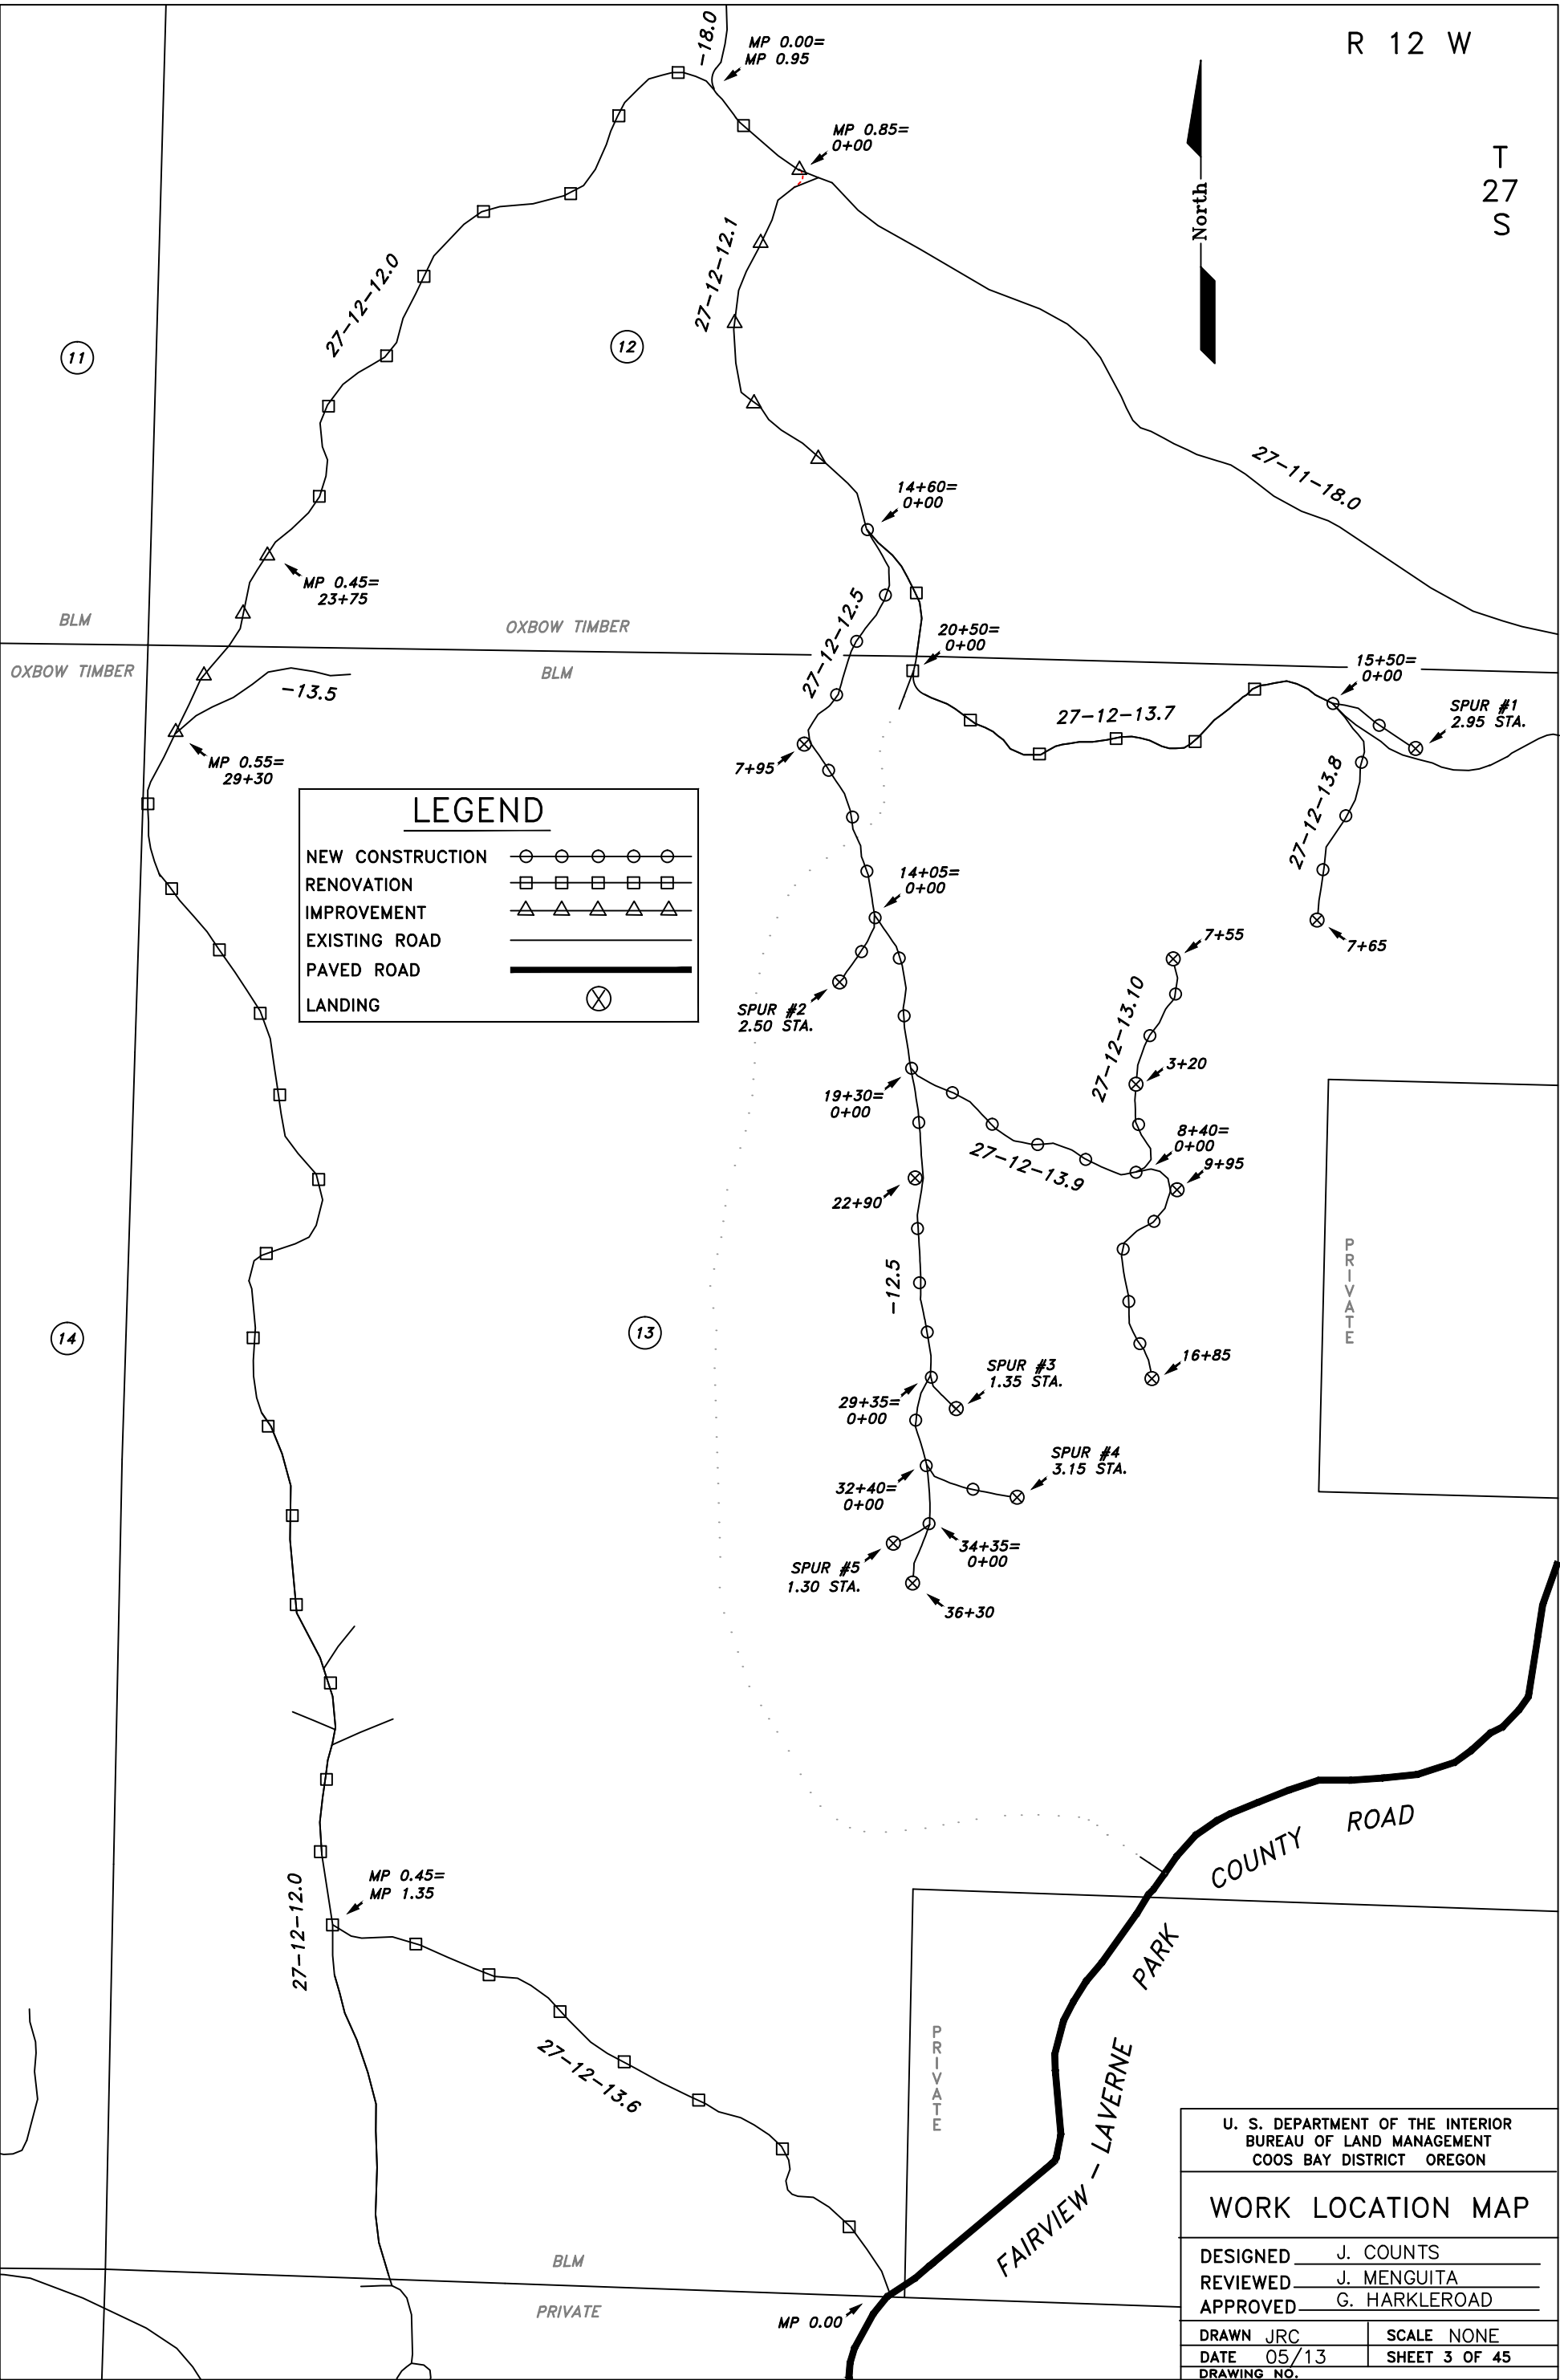 R 12 W
T
27
S
-18.0
MP 0.00=
MP 0.95
MP 0.85=
0+00
North
27-12-12.1
27-12-12.0
11
12
27-11-18.0
14+60=
0+00
MP 0.45=
23+75
BLM
OXBOW TIMBER
27-12-12.5
20+50=
0+00
OXBOW TIMBER
BLM
-13.5
15+50=
0+00
SPUR #1
2.95 STA.
27-12-13.7
MP 0.55=
29+30
7+95
27-12-13.8
LEGEND
NEW CONSTRUCTION
RENOVATION
IMPROVEMENT
EXISTING ROAD
PAVED ROAD
LANDING
14+05=
0+00
7+55
7+65
SPUR #2
2.50 STA.
27-12-13.10
3+20
19+30=
0+00
8+40=
0+00
27-12-13.9
9+95
22+90
-12.5
PRIVATE
14
13
16+85
SPUR #3
1.35 STA.
29+35=
0+00
SPUR #4
3.15 STA.
32+40=
0+00
34+35=
0+00
SPUR #5
1.30 STA.
36+30
FAIRVIEW - LAVERNE PARK COUNTY ROAD
27-12-12.0
MP 0.45=
MP 1.35
27-12-13.6
PRIVATE
BLM
PRIVATE
MP 0.00
U. S. DEPARTMENT OF THE INTERIOR
BUREAU OF LAND MANAGEMENT
COOS BAY DISTRICT OREGON
WORK LOCATION MAP
DESIGNED J. COUNTS
REVIEWED J. MENGUITA
APPROVED G. HARKLEROAD
DRAWN JRC SCALE NONE
DATE 05/13 SHEET 3 OF 45
DRAWING NO.